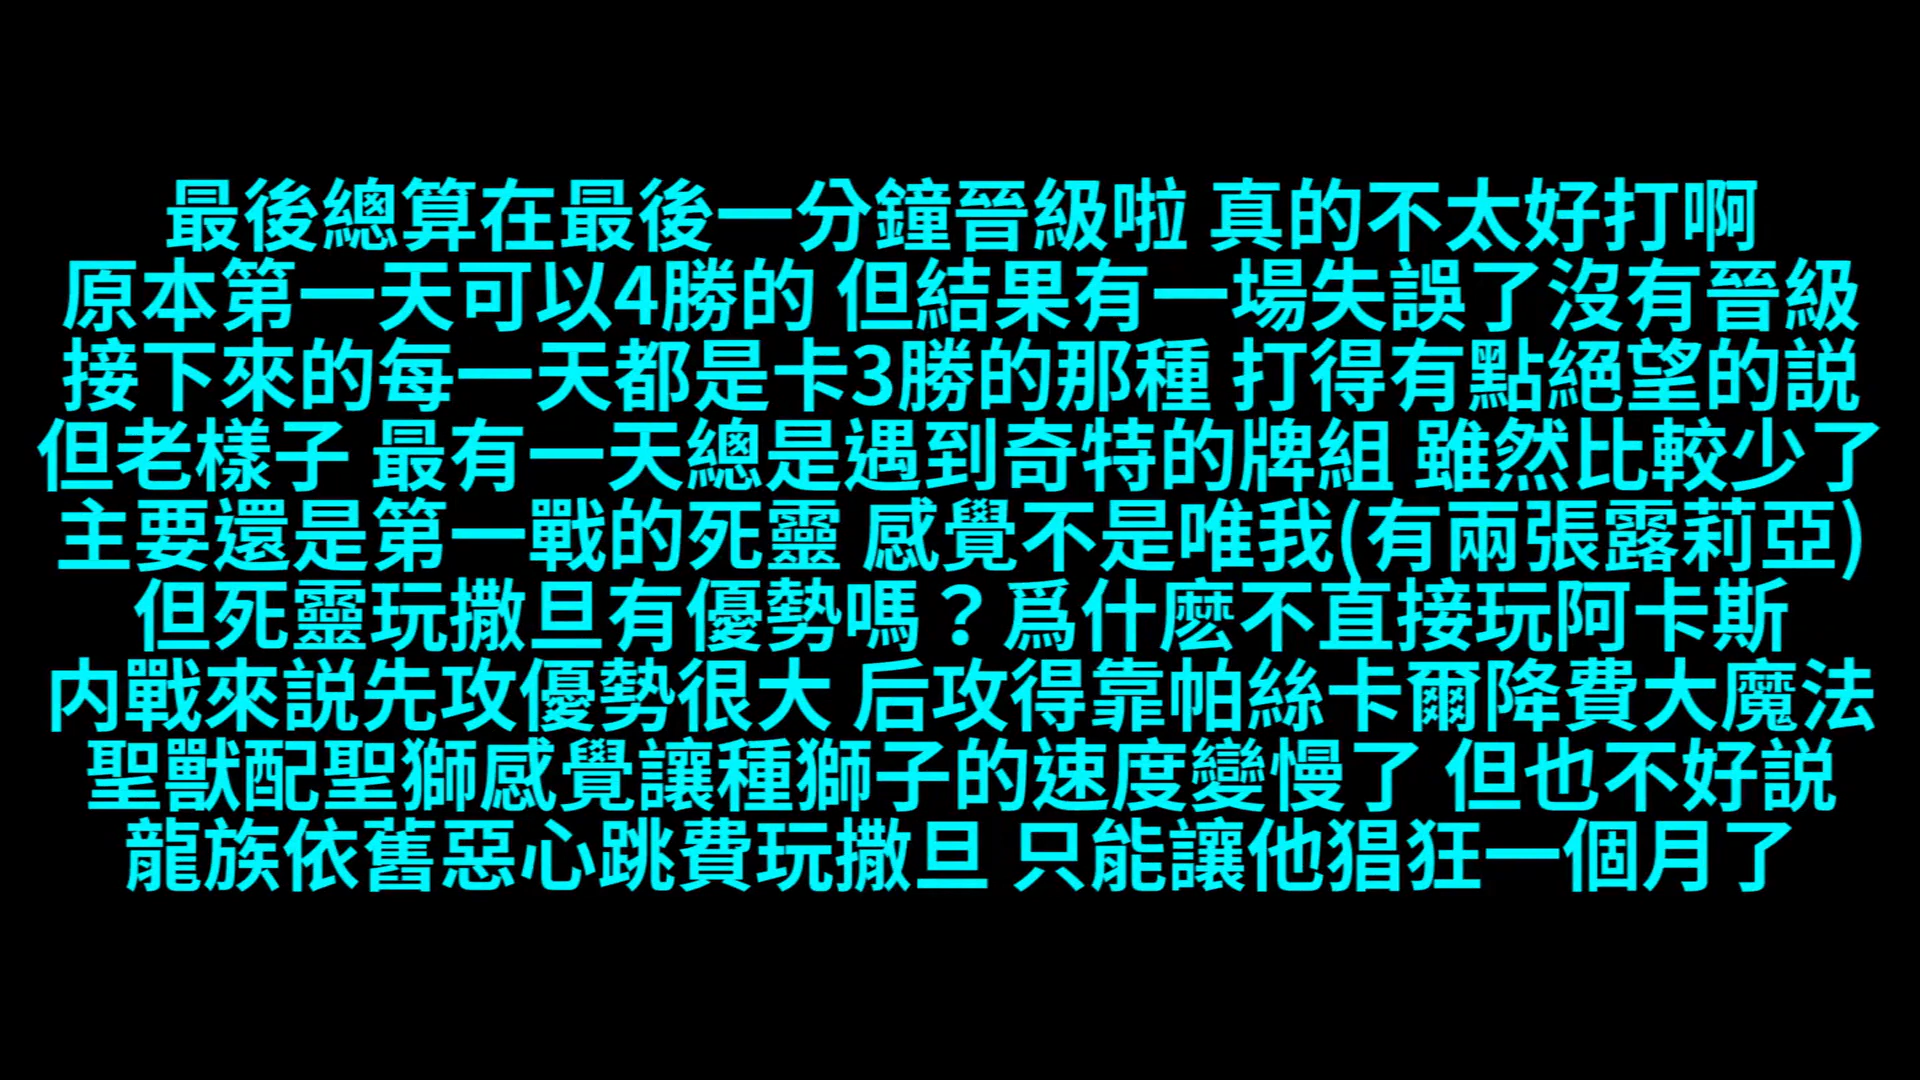 最後總算在最後一分鐘晉級啦 真的不太好打啊
原本第一天可以4勝的 但結果有一場失誤了沒有晉級
接下來的每一天都是卡3勝的那種 打得有點絕望的説
但老樣子 最有一天總是遇到奇特的牌組 雖然比較少了
主要還是第一戰的死靈 感覺不是唯我(有兩張露莉亞)
但死靈玩撒旦有優勢嗎？爲什麽不直接玩阿卡斯
内戰來説先攻優勢很大 后攻得靠帕絲卡爾降費大魔法
聖獸配聖獅感覺讓種獅子的速度變慢了 但也不好説
龍族依舊惡心跳費玩撒旦 只能讓他猖狂一個月了